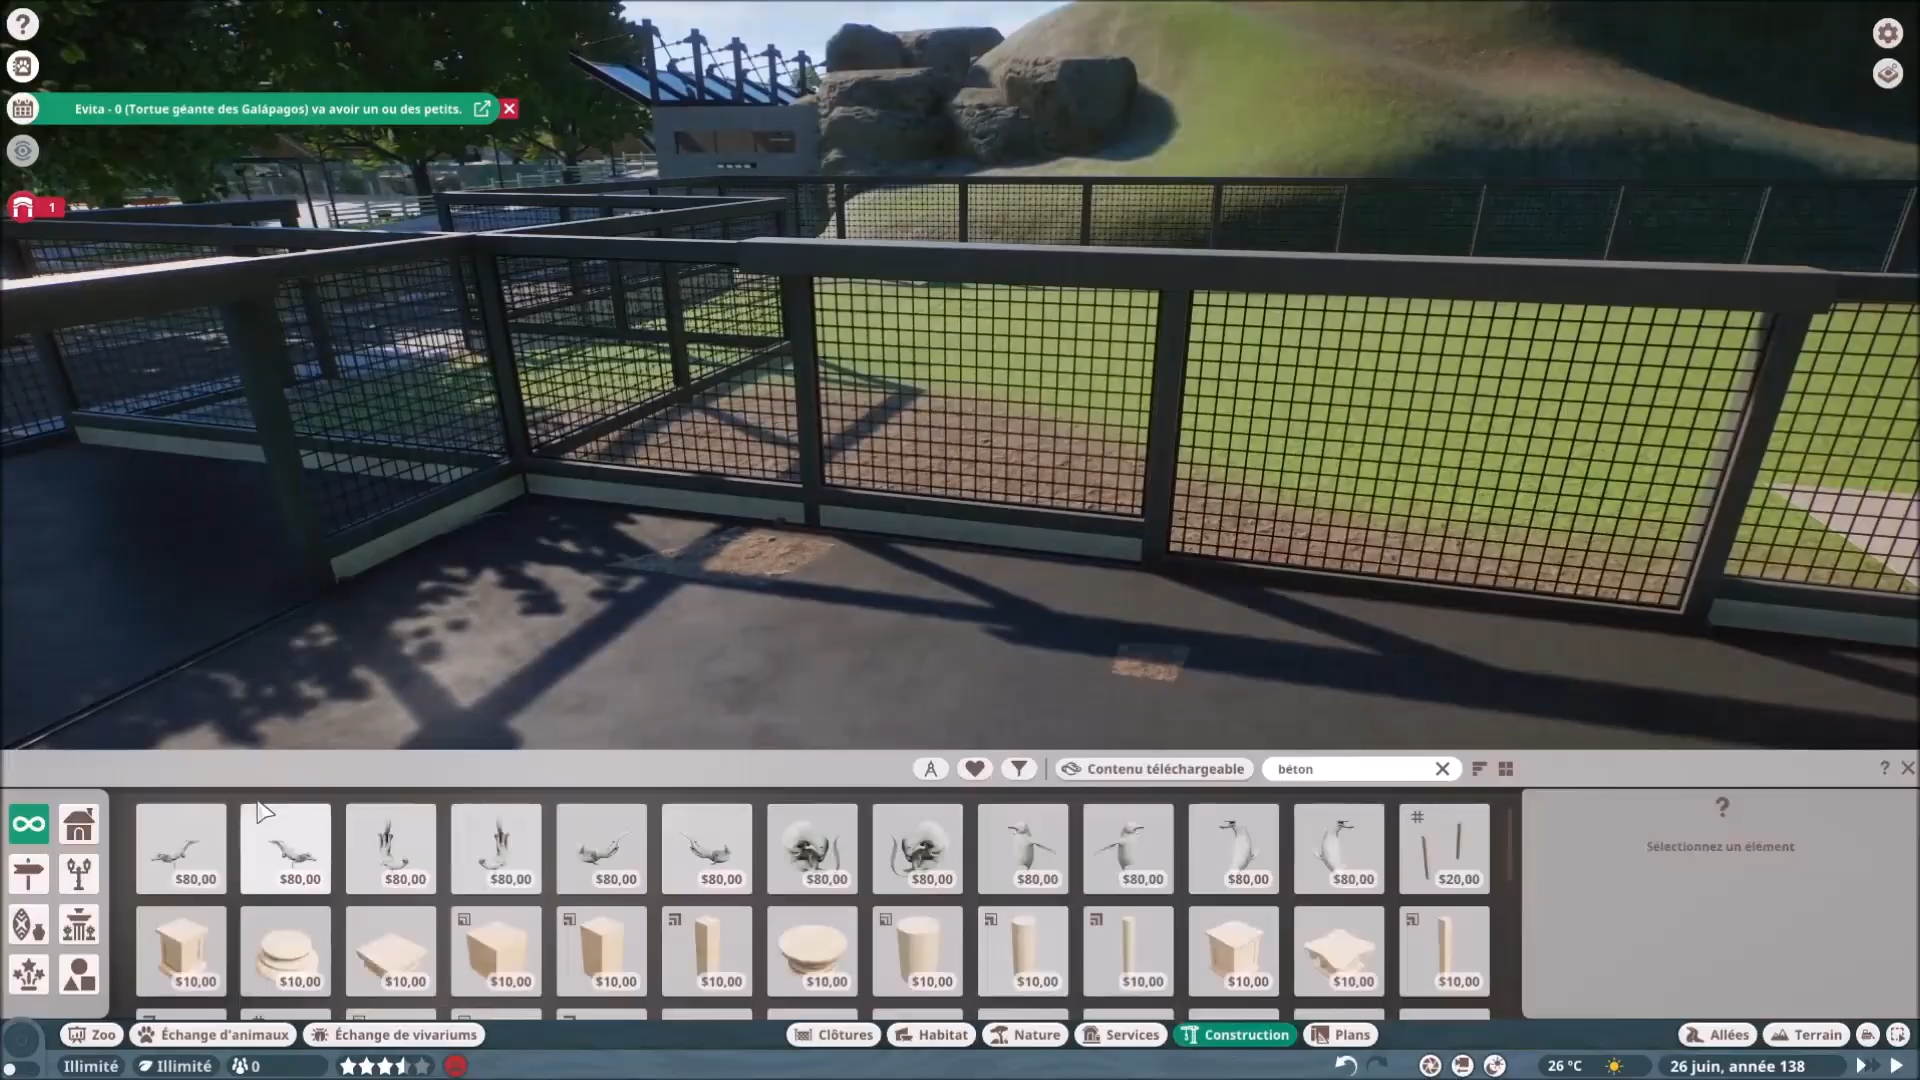 ?
Evita - 0 (Tortue géante des Galápagos) va avoir un ou des petits.
1
Contenu téléchargeable
béton
?
?
Sélectionnez un élément
$80,00 $80,00 $80,00 $80,00 $80,00 $80,00 $80,00 $80,00 $80,00 $80,00 $80,00 $80,00 $20,00
$10,00 $10,00 $10,00 $10,00 $10,00 $10,00 $10,00 $10,00 $10,00 $10,00 $10,00 $10,00 $10,00
Zoo Échange d'animaux Échange de vivariums Clôtures Habitat Nature Services Construction Plans Allées Terrain
Illimité Illimité 0 26 °C 26 juin, année 138